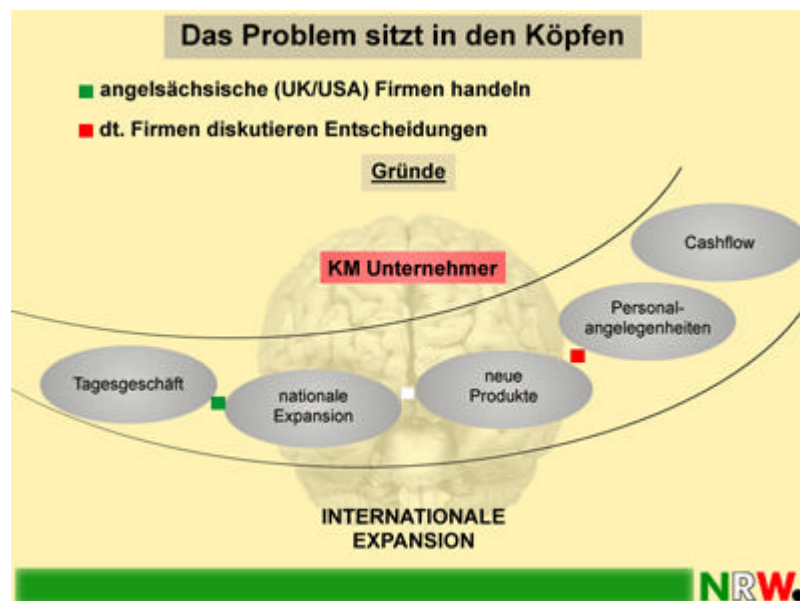 Das Problem sitzt in den Köpfen
angelsächsische (UK/USA) Firmen handeln
dt. Firmen diskutieren Entscheidungen
Gründe
KM Unternehmer
Cashflow
Personal-
angelegenheiten
neue
Produkte
nationale
Expansion
Tagesgeschäft
INTERNATIONALE
EXPANSION
NRW.